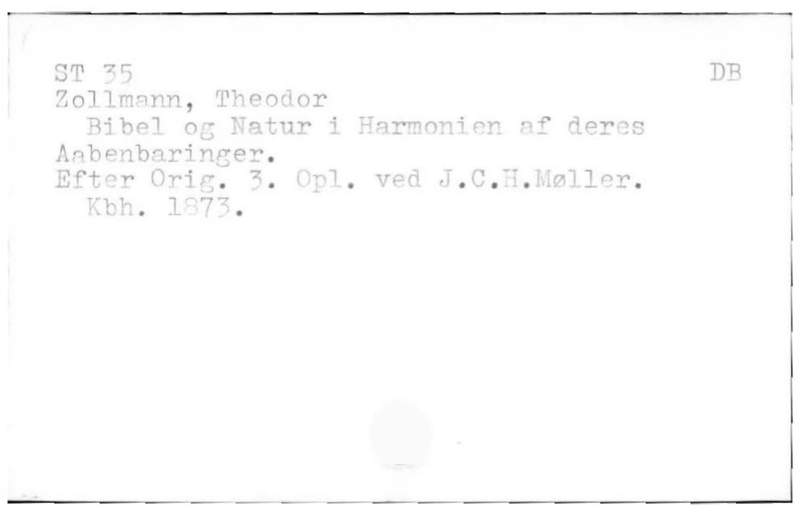 ST 35 DB
Zollmann, Theodor
Bibel og Natur i Harmonien af deres
Aabenbaringer.
Efter Orig. 3. Opl. ved J.C.H.Møller.
Kbh. 1873.